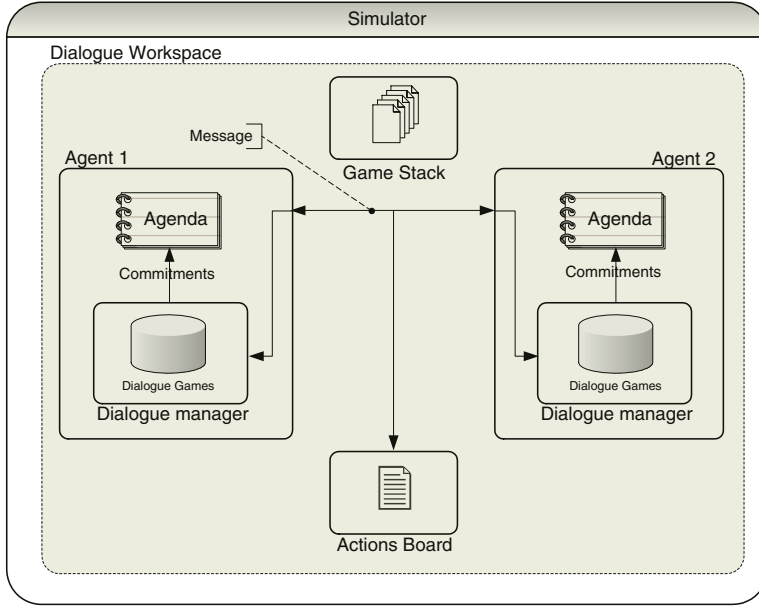 Simulator
Dialogue Workspace
Message
Game Stack
Agent 1
Agenda
Commitments
Dialogue Games
Dialogue manager
Agent 2
Agenda
Commitments
Dialogue Games
Dialogue manager
Actions Board